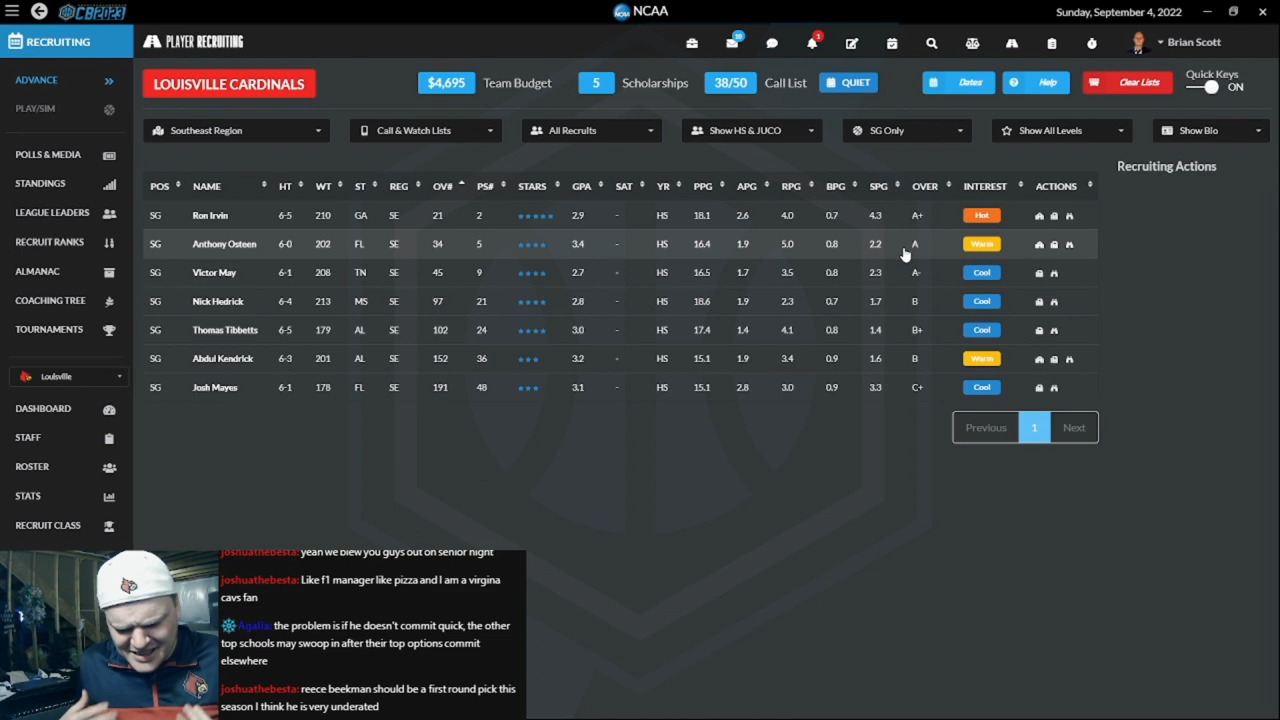 CB2023
NCAA
Sunday, September 4, 2022
RECRUITING
PLAYER RECRUITING
10
1
Brian Scott
ADVANCE
PLAY/SIM
POLLS & MEDIA
STANDINGS
LEAGUE LEADERS
RECRUIT RANKS
ALMANAC
COACHING TREE
TOURNAMENTS
Louisville
DASHBOARD
STAFF
ROSTER
STATS
RECRUIT CLASS
LOUISVILLE CARDINALS
$4,695 Team Budget 5 Scholarships 38/50 Call List QUIET Dates Help Clear Lists Quick Keys ON
Southeast Region Call & Watch Lists All Recruits Show HS & JUCO SG Only Show All Levels Show Bio
Recruiting Actions
POS NAME HT WT ST REG OV# PS# STARS GPA SAT YR PPG APG RPG BPG SPG OVER INTEREST ACTIONS
SG Ron Irvin 6-5 210 GA SE 21 2 ★★★★★ 2.9 - HS 18.1 2.6 4.0 0.7 4.3 A+ Hot
SG Anthony Osteen 6-0 202 FL SE 34 5 ★★★★ 3.4 - HS 16.4 1.9 5.0 0.8 2.2 A Warm
SG Victor May 6-1 208 TN SE 45 9 ★★★★ 2.7 - HS 16.5 1.7 3.5 0.8 2.3 A- Cool
SG Nick Hedrick 6-4 213 MS SE 97 21 ★★★★ 2.8 - HS 18.6 1.9 2.3 0.7 1.7 B Cool
SG Thomas Tibbetts 6-5 179 AL SE 102 24 ★★★★ 3.0 - HS 17.4 1.4 4.1 0.8 1.4 B+ Cool
SG Abdul Kendrick 6-3 201 AL SE 152 36 ★★★ 3.2 - HS 15.1 1.9 3.4 0.9 1.6 B Warm
SG Josh Mayes 6-1 178 FL SE 191 48 ★★★ 3.1 - HS 15.1 2.8 3.0 0.9 3.3 C+ Cool
Previous 1 Next
joshuathebesta: yeah we blew you guys out on senior night
joshuathebesta: Like f1 manager like pizza and I am a virgina
cavs fan
Agalia: the problem is if he doesn't commit quick, the other
top schools may swoop in after their top options commit
elsewhere
joshuathebesta: reece beekman should be a first round pick this
season I think he is very underated